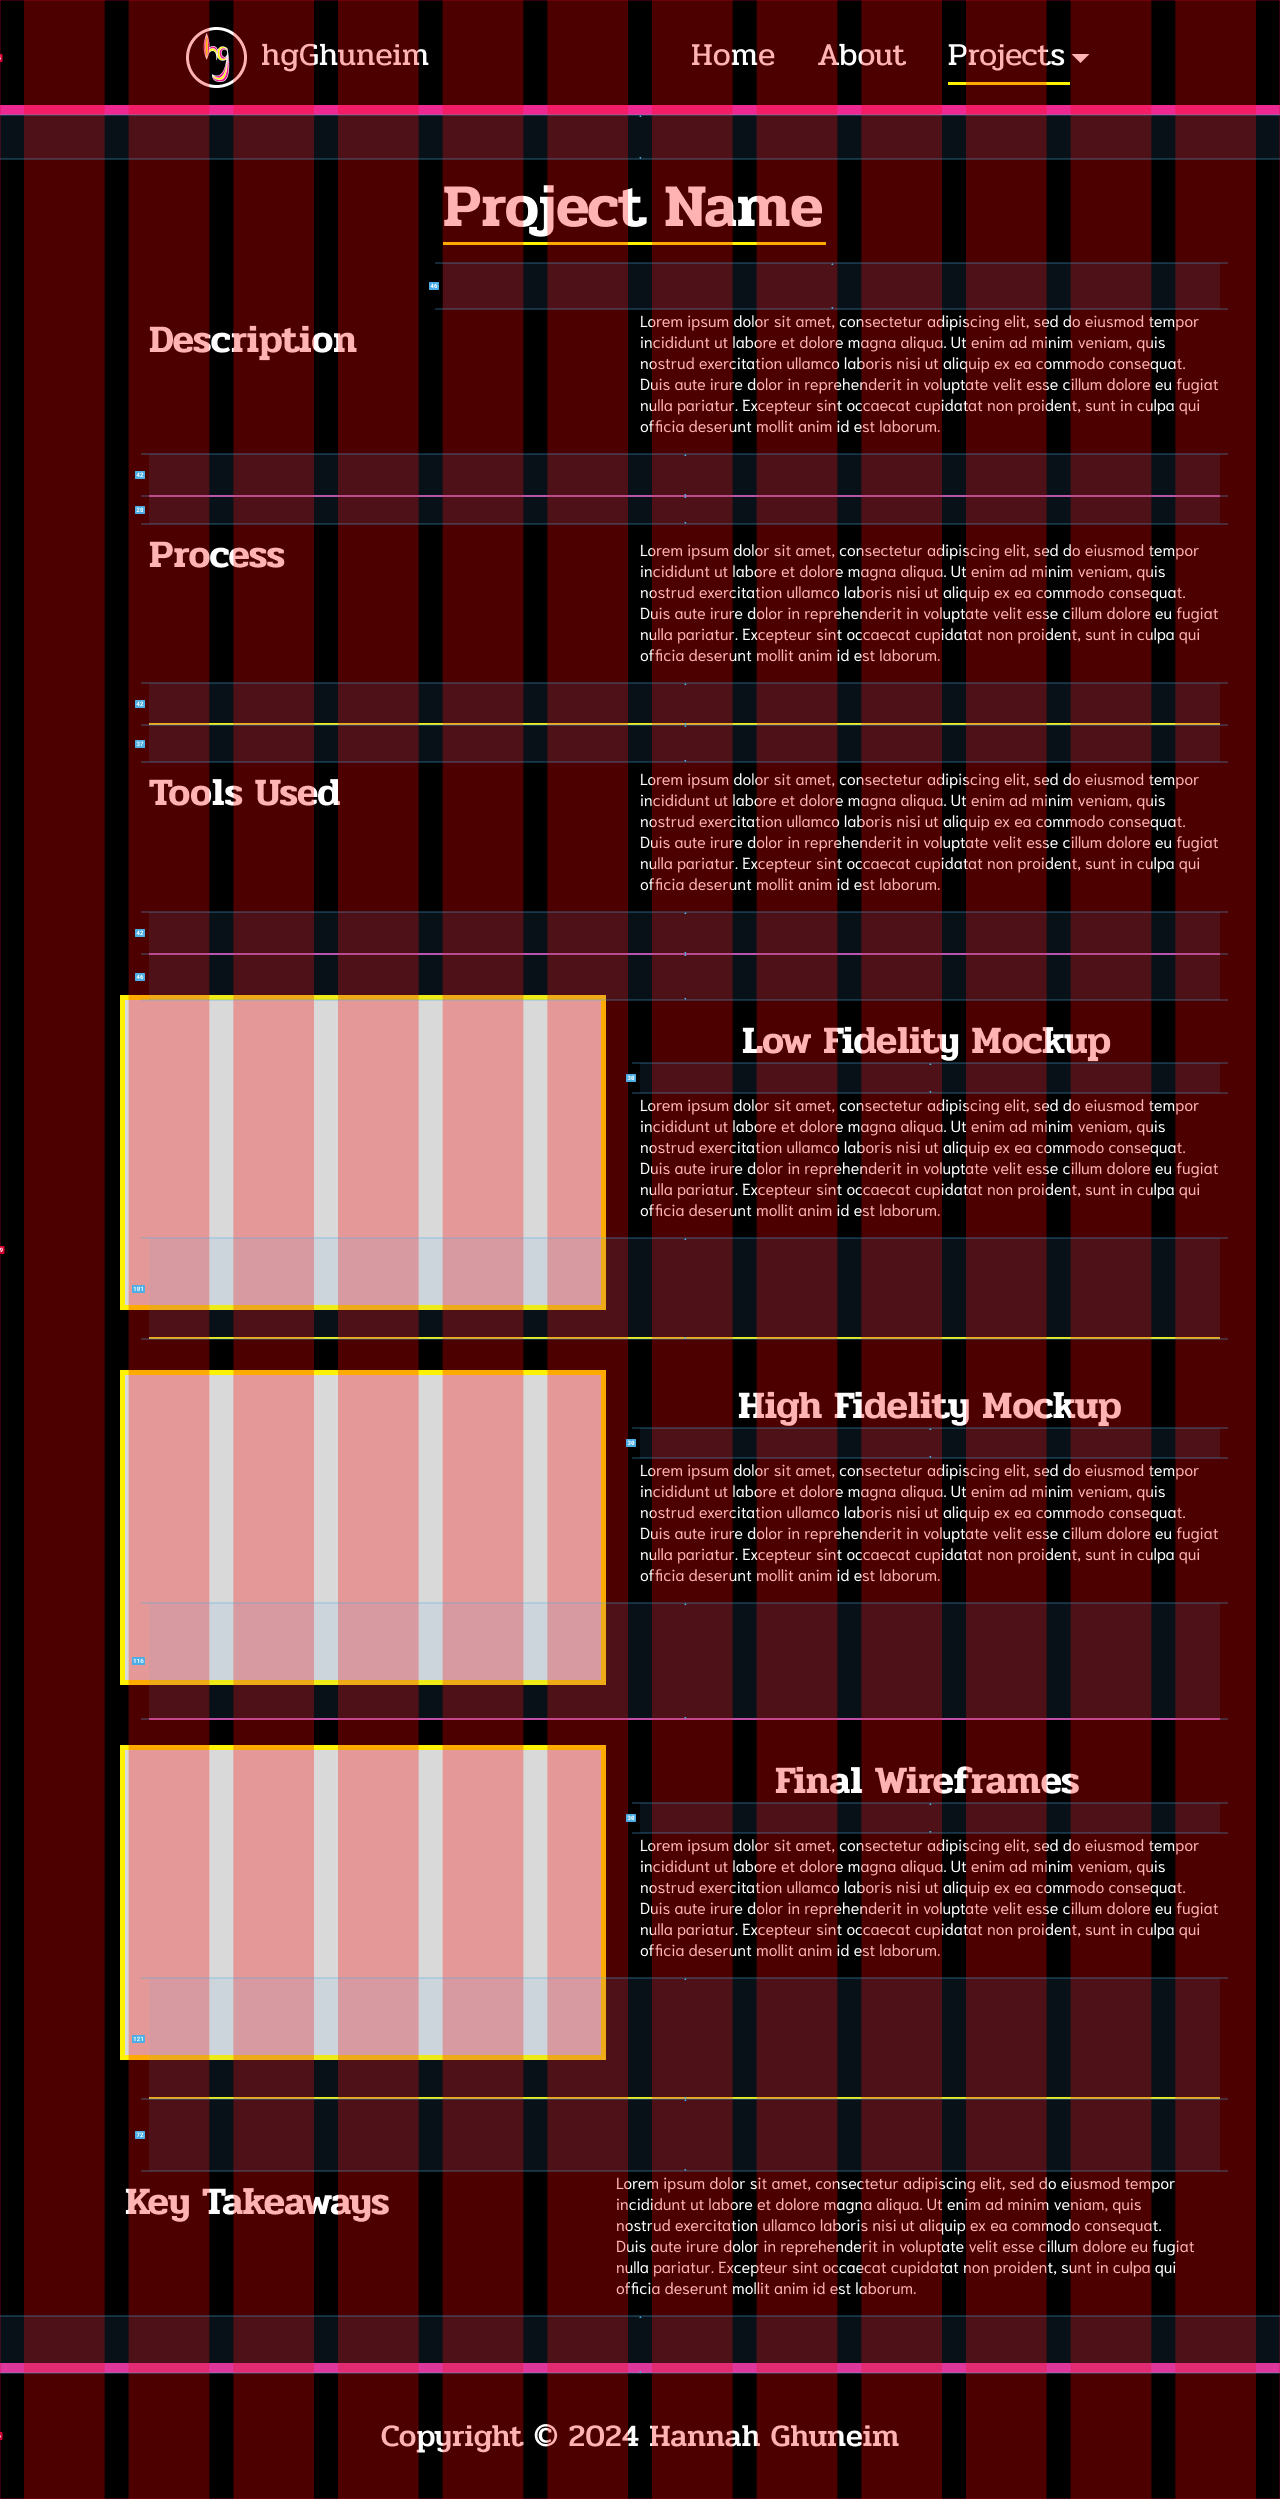 hg hgGhuneim Home About Projects
Project Name
46
Description
Lorem ipsum dolor sit amet, consectetur adipiscing elit, sed do eiusmod tempor
incididunt ut labore et dolore magna aliqua. Ut enim ad minim veniam, quis
nostrud exercitation ullamco laboris nisi ut aliquip ex ea commodo consequat.
Duis aute irure dolor in reprehenderit in voluptate velit esse cillum dolore eu fugiat
nulla pariatur. Excepteur sint occaecat cupidatat non proident, sunt in culpa qui
officia deserunt mollit anim id est laborum.
42
28
Process
Lorem ipsum dolor sit amet, consectetur adipiscing elit, sed do eiusmod tempor
incididunt ut labore et dolore magna aliqua. Ut enim ad minim veniam, quis
nostrud exercitation ullamco laboris nisi ut aliquip ex ea commodo consequat.
Duis aute irure dolor in reprehenderit in voluptate velit esse cillum dolore eu fugiat
nulla pariatur. Excepteur sint occaecat cupidatat non proident, sunt in culpa qui
officia deserunt mollit anim id est laborum.
42
37
Tools Used
Lorem ipsum dolor sit amet, consectetur adipiscing elit, sed do eiusmod tempor
incididunt ut labore et dolore magna aliqua. Ut enim ad minim veniam, quis
nostrud exercitation ullamco laboris nisi ut aliquip ex ea commodo consequat.
Duis aute irure dolor in reprehenderit in voluptate velit esse cillum dolore eu fugiat
nulla pariatur. Excepteur sint occaecat cupidatat non proident, sunt in culpa qui
officia deserunt mollit anim id est laborum.
42
46
Low Fidelity Mockup
30
Lorem ipsum dolor sit amet, consectetur adipiscing elit, sed do eiusmod tempor
incididunt ut labore et dolore magna aliqua. Ut enim ad minim veniam, quis
nostrud exercitation ullamco laboris nisi ut aliquip ex ea commodo consequat.
Duis aute irure dolor in reprehenderit in voluptate velit esse cillum dolore eu fugiat
nulla pariatur. Excepteur sint occaecat cupidatat non proident, sunt in culpa qui
officia deserunt mollit anim id est laborum.
101
High Fidelity Mockup
30
Lorem ipsum dolor sit amet, consectetur adipiscing elit, sed do eiusmod tempor
incididunt ut labore et dolore magna aliqua. Ut enim ad minim veniam, quis
nostrud exercitation ullamco laboris nisi ut aliquip ex ea commodo consequat.
Duis aute irure dolor in reprehenderit in voluptate velit esse cillum dolore eu fugiat
nulla pariatur. Excepteur sint occaecat cupidatat non proident, sunt in culpa qui
officia deserunt mollit anim id est laborum.
116
Final Wireframes
30
Lorem ipsum dolor sit amet, consectetur adipiscing elit, sed do eiusmod tempor
incididunt ut labore et dolore magna aliqua. Ut enim ad minim veniam, quis
nostrud exercitation ullamco laboris nisi ut aliquip ex ea commodo consequat.
Duis aute irure dolor in reprehenderit in voluptate velit esse cillum dolore eu fugiat
nulla pariatur. Excepteur sint occaecat cupidatat non proident, sunt in culpa qui
officia deserunt mollit anim id est laborum.
121
72
Key Takeaways
Lorem ipsum dolor sit amet, consectetur adipiscing elit, sed do eiusmod tempor
incididunt ut labore et dolore magna aliqua. Ut enim ad minim veniam, quis
nostrud exercitation ullamco laboris nisi ut aliquip ex ea commodo consequat.
Duis aute irure dolor in reprehenderit in voluptate velit esse cillum dolore eu fugiat
nulla pariatur. Excepteur sint occaecat cupidatat non proident, sunt in culpa qui
officia deserunt mollit anim id est laborum.
Copyright © 2024 Hannah Ghuneim